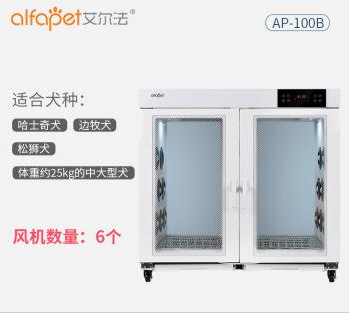 alfapet艾尔法®
AP-100B
适合犬种：
哈士奇犬 边牧犬
松狮犬
体重约25kg的中大型犬
风机数量：6个
alfapet